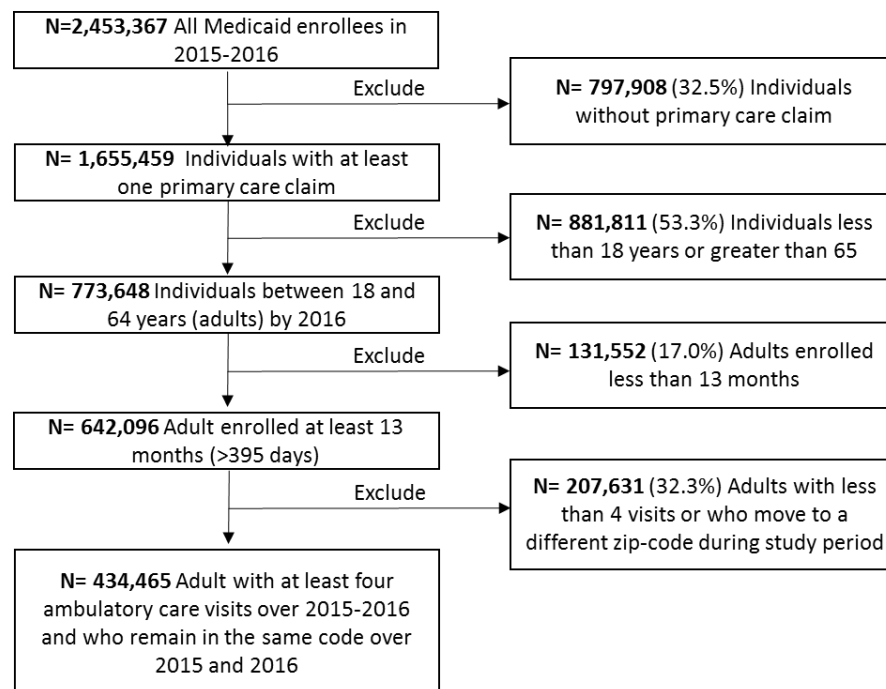 N=2,453,367 All Medicaid enrollees in
2015-2016
Exclude
N= 797,908 (32.5%) Individuals
without primary care claim
N= 1,655,459 Individuals with at least
one primary care claim
Exclude
N= 881,811 (53.3%) Individuals less
than 18 years or greater than 65
N= 773,648 Individuals between 18 and
64 years (adults) by 2016
Exclude
N= 131,552 (17.0%) Adults enrolled
less than 13 months
N= 642,096 Adult enrolled at least 13
months (>395 days)
Exclude
N= 207,631 (32.3%) Adults with less
than 4 visits or who move to a
different zip-code during study period
N= 434,465 Adult with at least four
ambulatory care visits over 2015-2016
and who remain in the same code over
2015 and 2016